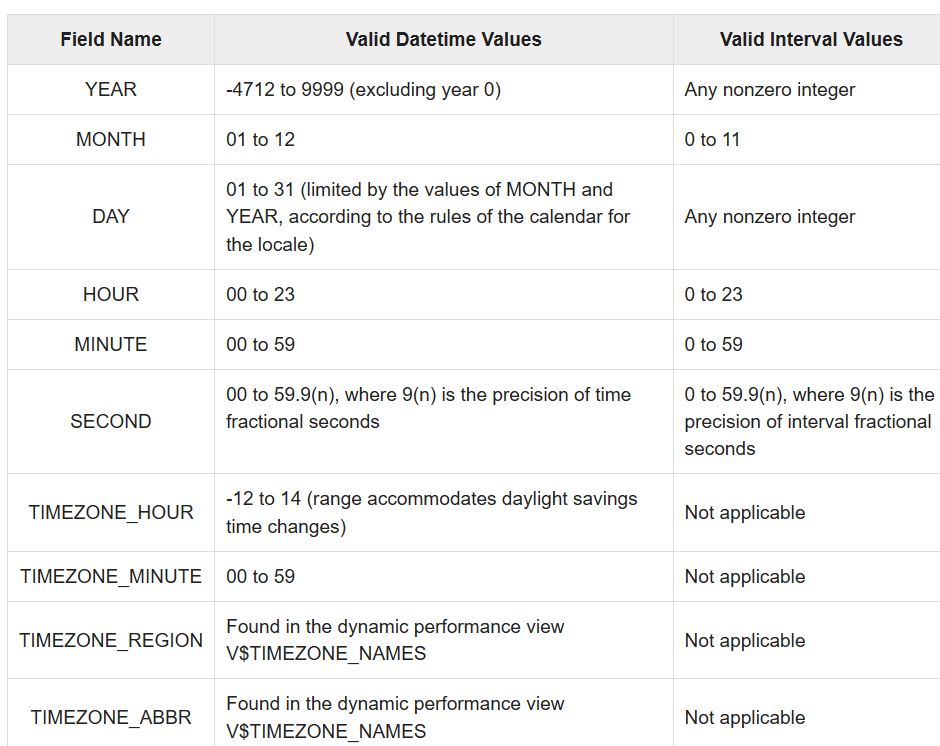 Field Name Valid Datetime Values Valid Interval Values
YEAR -4712 to 9999 (excluding year 0) Any nonzero integer
MONTH 01 to 12 0 to 11
DAY 01 to 31 (limited by the values of MONTH and
YEAR, according to the rules of the calendar for
the locale) Any nonzero integer
HOUR 00 to 23 0 to 23
MINUTE 00 to 59 0 to 59
SECOND 00 to 59.9(n), where 9(n) is the precision of time
fractional seconds 0 to 59.9(n), where 9(n) is the
precision of interval fractional
seconds
TIMEZONE_HOUR -12 to 14 (range accommodates daylight savings
time changes) Not applicable
TIMEZONE_MINUTE 00 to 59 Not applicable
TIMEZONE_REGION Found in the dynamic performance view
V$TIMEZONE_NAMES Not applicable
TIMEZONE_ABBR Found in the dynamic performance view
V$TIMEZONE_NAMES Not applicable